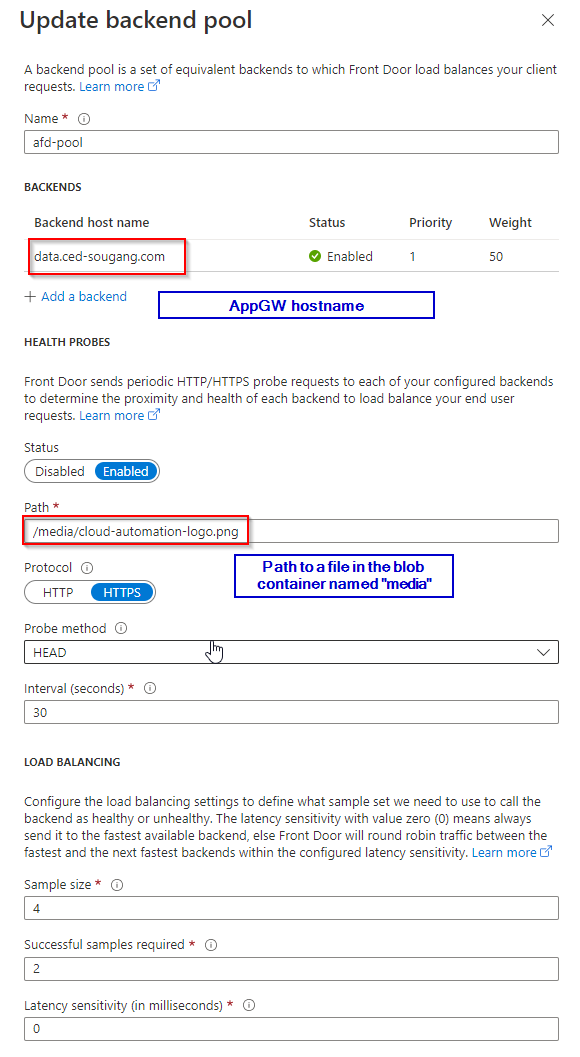 Update backend pool
A backend pool is a set of equivalent backends to which Front Door load balances your client
requests. Learn more
Name *
afd-pool
BACKENDS
Backend host name Status Priority Weight
data.ced-sougang.com Enabled 1 50
+ Add a backend
AppGW hostname
HEALTH PROBES
Front Door sends periodic HTTP/HTTPS probe requests to each of your configured backends
to determine the proximity and health of each backend to load balance your end user
requests. Learn more
Status
Disabled Enabled
Path *
/media/cloud-automation-logo.png
Path to a file in the blob
container named "media"
Protocol
HTTP HTTPS
Probe method
HEAD
Interval (seconds) *
30
LOAD BALANCING
Configure the load balancing settings to define what sample set we need to use to call the
backend as healthy or unhealthy. The latency sensitivity with value zero (0) means always
send it to the fastest available backend, else Front Door will round robin traffic between the
fastest and the next fastest backends within the configured latency sensitivity. Learn more
Sample size *
4
Successful samples required *
2
Latency sensitivity (in milliseconds) *
0